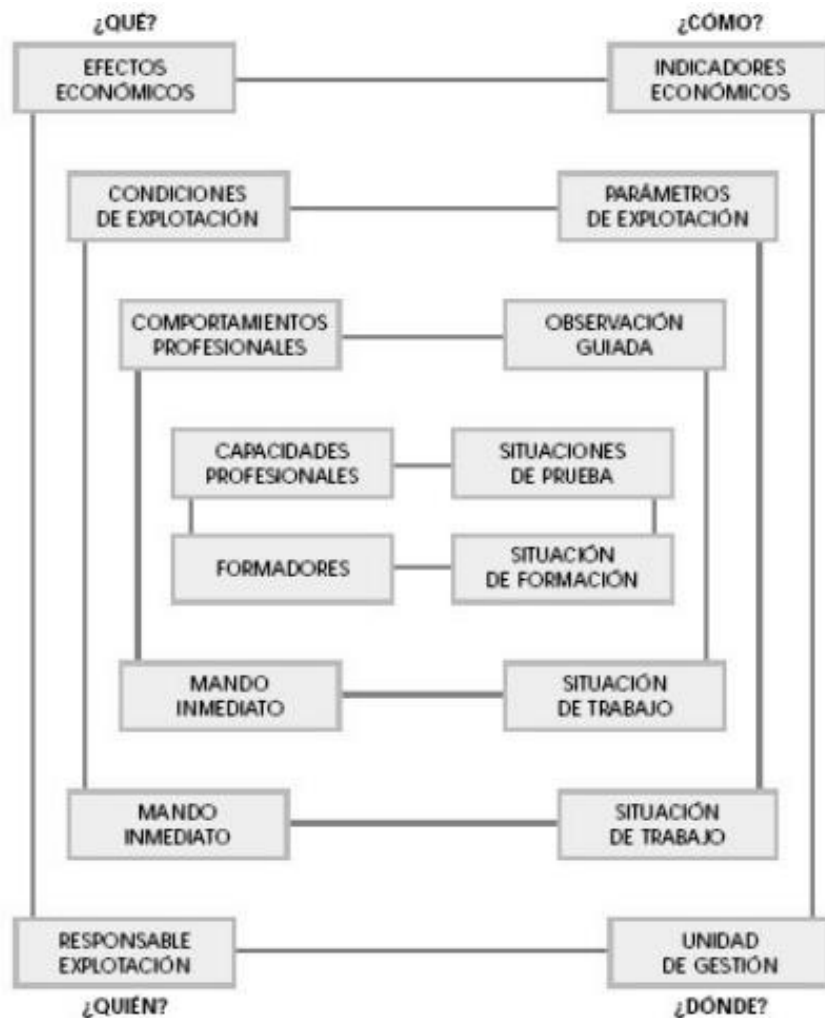 ¿QUÉ?
¿CÓMO?
EFECTOS
ECONÓMICOS
INDICADORES
ECONÓMICOS
CONDICIONES
DE EXPLOTACIÓN
PARÁMETROS
DE EXPLOTACIÓN
COMPORTAMIENTOS
PROFESIONALES
OBSERVACIÓN
GUIADA
CAPACIDADES
PROFESIONALES
SITUACIONES
DE PRUEBA
FORMADORES
SITUACIÓN
DE FORMACIÓN
MANDO
INMEDIATO
SITUACIÓN
DE TRABAJO
MANDO
INMEDIATO
SITUACIÓN
DE TRABAJO
RESPONSABLE
EXPLOTACIÓN
UNIDAD
DE GESTIÓN
¿QUIÉN?
¿DÓNDE?